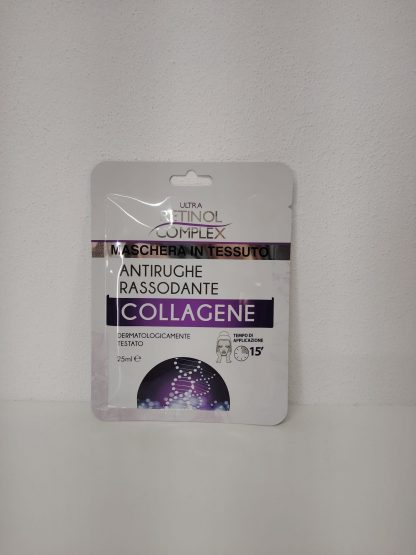 ULTRA
RETINOL
COMPLEX
MASCHERA IN TESSUTO
ANTIRUGHE
RASSODANTE
COLLAGENE
DERMATOLOGICAMENTE
TESTATO
TEMPO DI
APPLICAZIONE
15'
25ml ℮